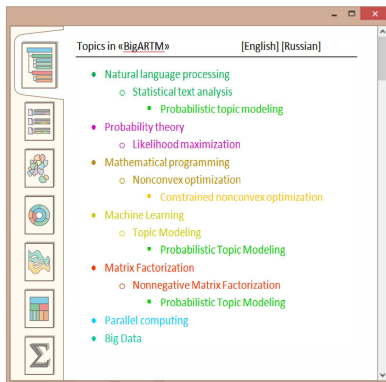 Topics in «BigARTM» [English] [Russian]
Natural language processing
Statistical text analysis
Probabilistic topic modeling
Probability theory
Likelihood maximization
Mathematical programming
Nonconvex optimization
Constrained nonconvex optimization
Machine Learning
Topic Modeling
Probabilistic Topic Modeling
Matrix Factorization
Nonnegative Matrix Factorization
Probabilistic Topic Modeling
Parallel computing
Big Data
Σ